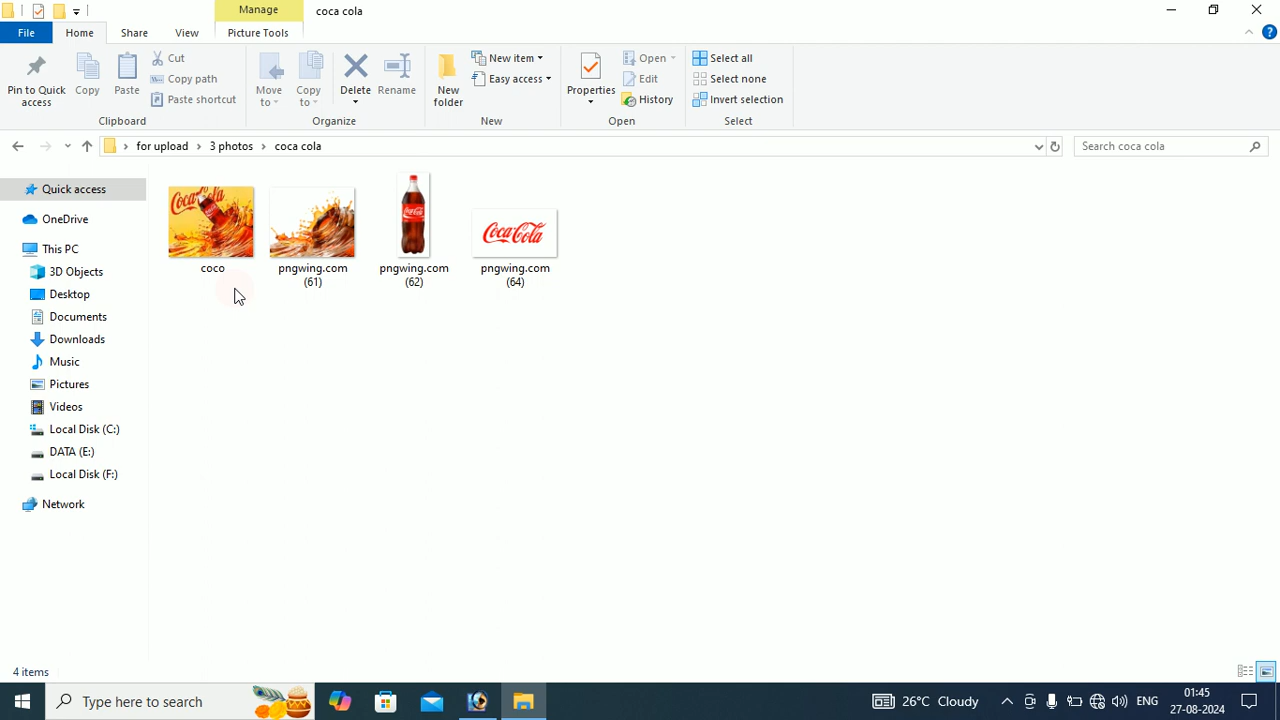 Manage
coca cola
File
Home
Share
View
Picture Tools
Pin to Quick access
Copy
Paste
Cut
Copy path
Paste shortcut
Clipboard
Move to
Copy to
Delete
Rename
Organize
New folder
New item
Easy access
New
Properties
Open
Edit
History
Open
Select all
Select none
Invert selection
Select
for upload
3 photos
coca cola
Search coca cola
Quick access
OneDrive
This PC
3D Objects
Desktop
Documents
Downloads
Music
Pictures
Videos
Local Disk (C:)
DATA (E:)
Local Disk (F:)
Network
Coca-Cola
Coca-Cola
Coca-Cola
coco
pngwing.com
(61)
pngwing.com
(62)
pngwing.com
(64)
4 items
Type here to search
26°C Cloudy
ENG
01:45
27-08-2024